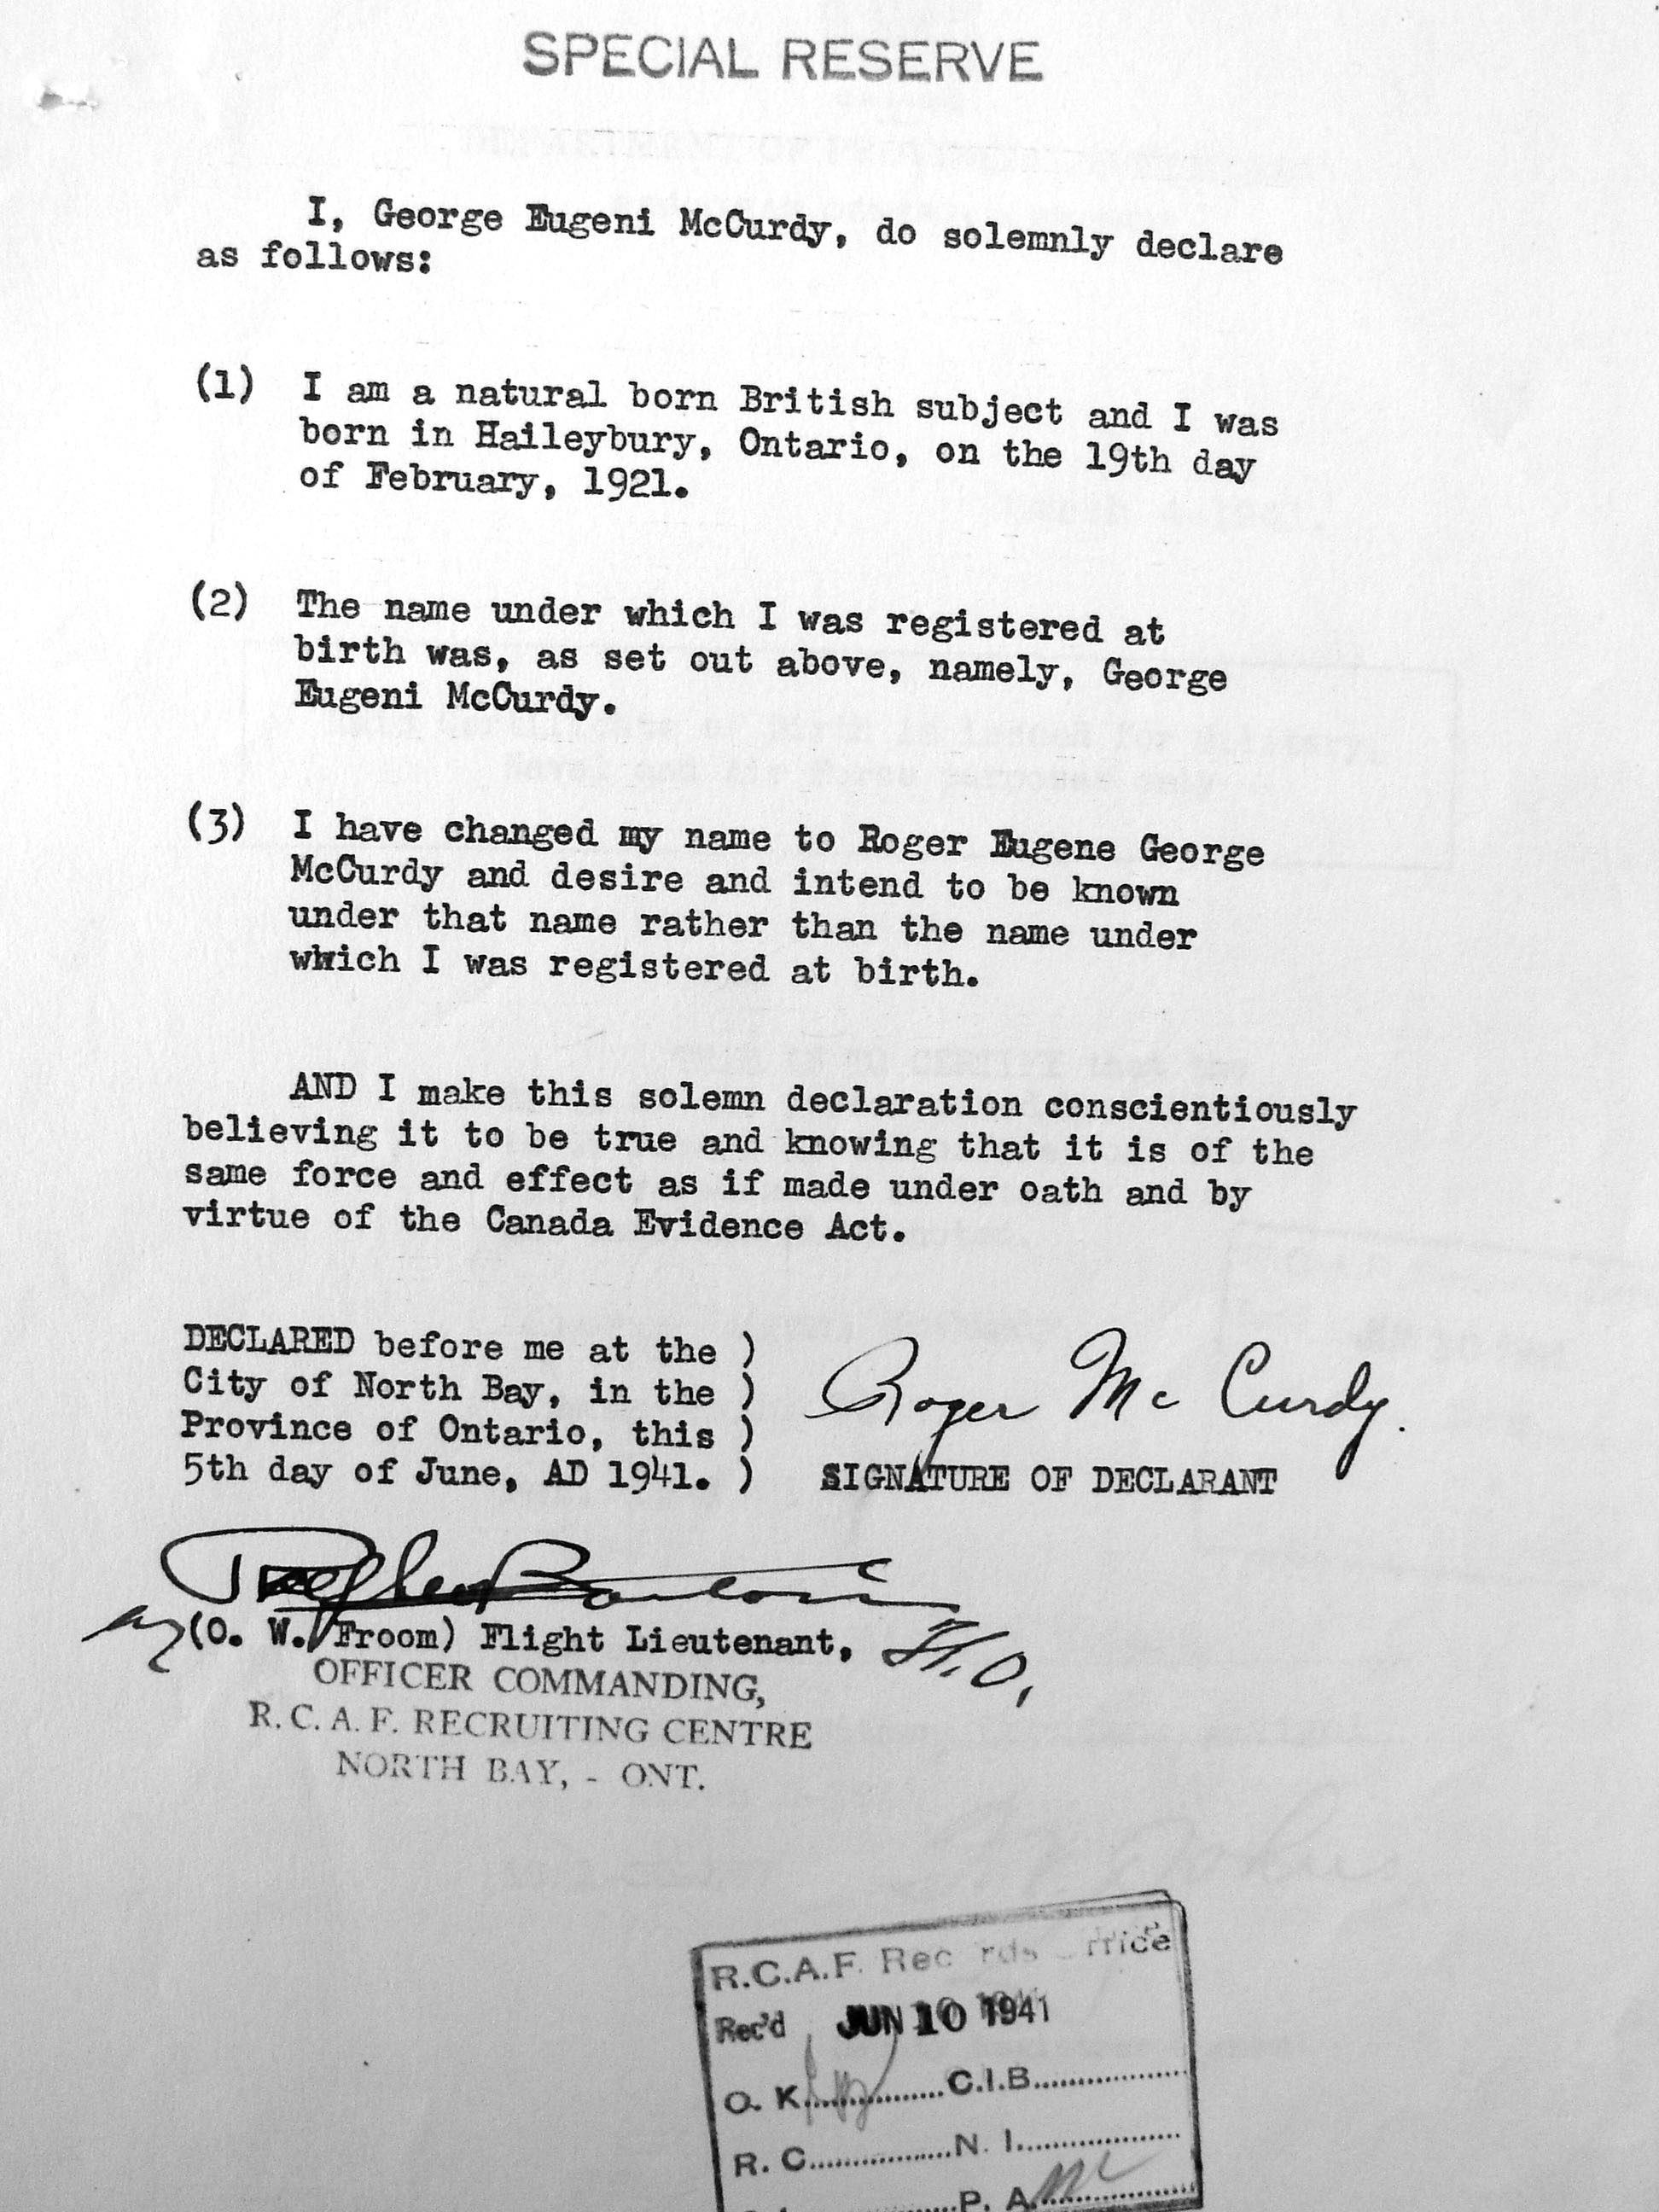 SPECIAL RESERVE
I, George Eugeni McCurdy, do solemnly declare
as follows:
(1) I am a natural born British subject and I was
born in Haileybury, Ontario, on the 19th day
of February, 1921.
(2) The name under which I was registered at
birth was, as set out above, namely, George
Eugeni McCurdy.
(3) I have changed my name to Roger Eugene George
McCurdy and desire and intend to be known
under that name rather than the name under
which I was registered at birth.
AND I make this solemn declaration conscientiously
believing it to be true and knowing that it is of the
same force and effect as if made under oath and by
virtue of the Canada Evidence Act.
DECLARED before me at the )
City of North Bay, in the )
Province of Ontario, this )
5th day of June, AD 1941. )
Roger McCurdy.
SIGNATURE OF DECLARANT
(O. W. Froom) Flight Lieutenant, F/O,
OFFICER COMMANDING,
R. C. A. F. RECRUITING CENTRE
NORTH BAY, - ONT.
R.C.A.F. Records Office
Rec'd JUN 10 1941
O. K.............C.I.B.................
R. C.................N. I..................
P. A.................